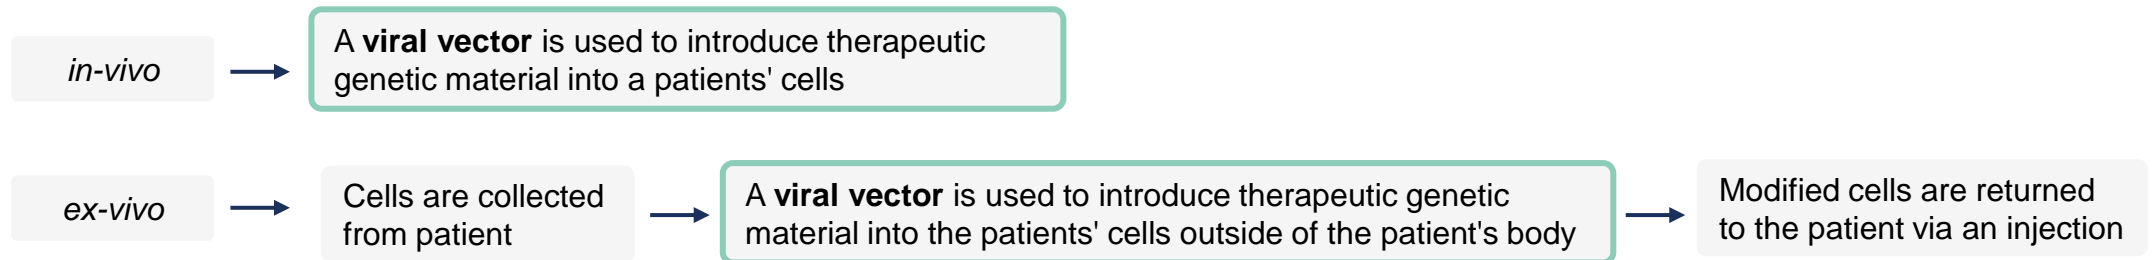 in-vivo
A viral vector is used to introduce therapeutic
genetic material into a patients' cells
ex-vivo
Cells are collected
from patient
A viral vector is used to introduce therapeutic genetic
material into the patients' cells outside of the patient's body
Modified cells are returned
to the patient via an injection